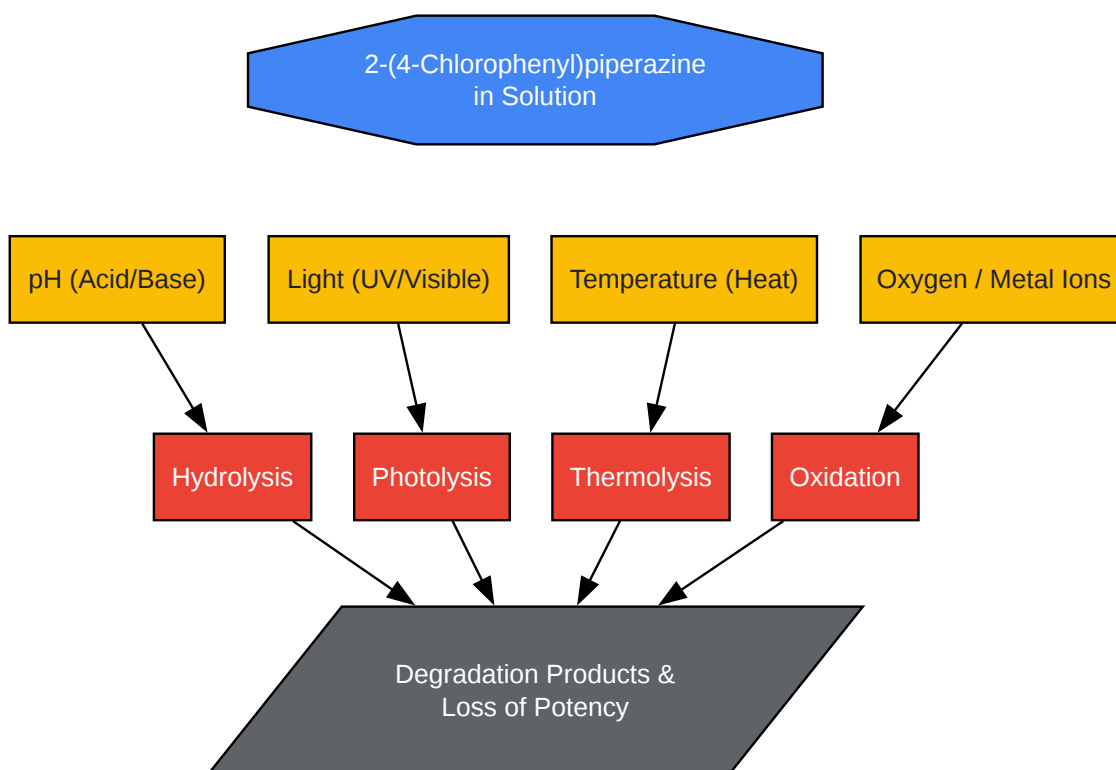 2-(4-Chlorophenyl)piperazine
in Solution
pH (Acid/Base)
Light (UV/Visible)
Temperature (Heat)
Oxygen / Metal Ions
Hydrolysis
Photolysis
Thermolysis
Oxidation
Degradation Products &
Loss of Potency